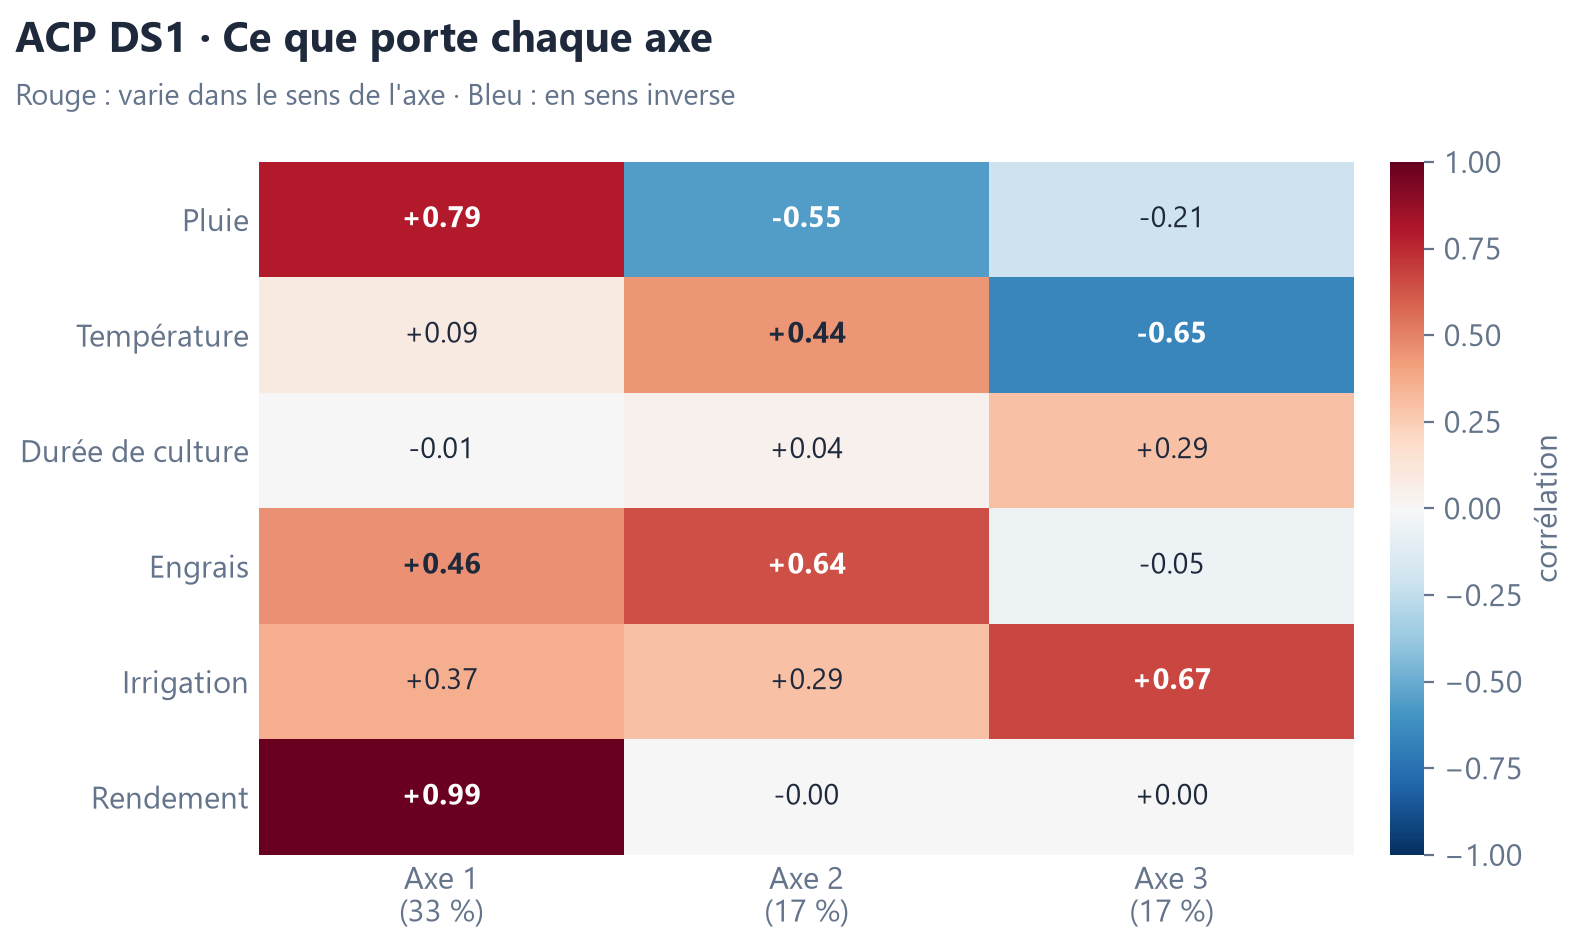 ACP DS1 · Ce que porte chaque axe
Rouge : varie dans le sens de l'axe · Bleu : en sens inverse
Pluie +0.79 -0.55 -0.21
Température +0.09 +0.44 -0.65
Durée de culture -0.01 +0.04 +0.29
Engrais +0.46 +0.64 -0.05
Irrigation +0.37 +0.29 +0.67
Rendement +0.99 -0.00 +0.00
Axe 1 Axe 2 Axe 3
(33 %) (17 %) (17 %)
1.00
0.75
0.50
0.25
0.00
−0.25
−0.50
−0.75
−1.00
corrélation